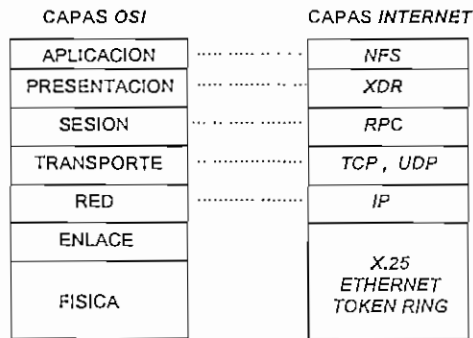 CAPAS OSI
CAPAS INTERNET
APLICACION
NFS
PRESENTACION
XDR
SESION
RPC
TRANSPORTE
TCP , UDP
RED
IP
ENLACE
FISICA
X.25
ETHERNET
TOKEN RING